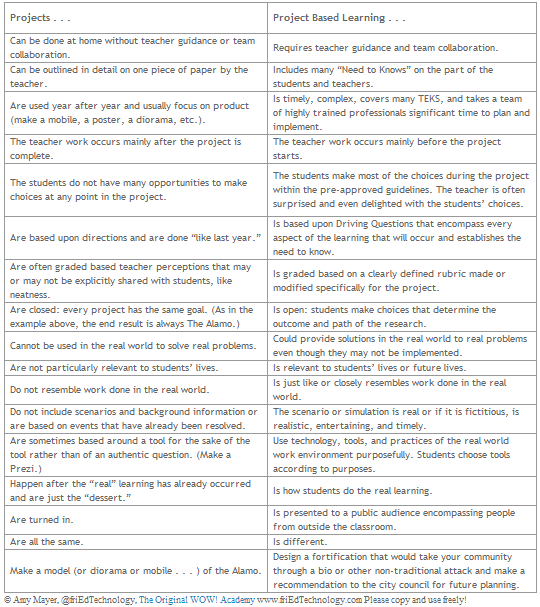 Projects . . .
Project Based Learning . . .
Can be done at home without teacher guidance or team
collaboration.
Requires teacher guidance and team collaboration.
Can be outlined in detail on one piece of paper by the
teacher.
Includes many “Need to Knows” on the part of the
students and teachers.
Are used year after year and usually focus on product
(make a mobile, a poster, a diorama, etc.).
Is timely, complex, covers many TEKS, and takes a team
of highly trained professionals significant time to plan and
implement.
The teacher work occurs mainly after the project is
complete.
The teacher work occurs mainly before the project
starts.
The students do not have many opportunities to make
choices at any point in the project.
The students make most of the choices during the project
within the pre-approved guidelines. The teacher is often
surprised and even delighted with the students’ choices.
Are based upon directions and are done “like last year.”
Is based upon Driving Questions that encompass every
aspect of the learning that will occur and establishes the
need to know.
Are often graded based teacher perceptions that may
or may not be explicitly shared with students, like
neatness.
Is graded based on a clearly defined rubric made or
modified specifically for the project.
Are closed: every project has the same goal. (As in the
example above, the end result is always The Alamo.)
Is open: students make choices that determine the
outcome and path of the research.
Cannot be used in the real world to solve real problems.
Could provide solutions in the real world to real problems
even though they may not be implemented.
Are not particularly relevant to students’ lives.
Is relevant to students’ lives or future lives.
Do not resemble work done in the real world.
Is just like or closely resembles work done in the real
world.
Do not include scenarios and background information or
are based on events that have already been resolved.
The scenario or simulation is real or if it is fictitious, is
realistic, entertaining, and timely.
Are sometimes based around a tool for the sake of the
tool rather than of an authentic question. (Make a
Prezi.)
Use technology, tools, and practices of the real world
work environment purposefully. Students choose tools
according to purposes.
Happen after the “real” learning has already occurred
and are just the “dessert.”
Is how students do the real learning.
Are turned in.
Is presented to a public audience encompassing people
from outside the classroom.
Are all the same.
Is different.
Make a model (or diorama or mobile . . . ) of the Alamo.
Design a fortification that would take your community
through a bio or other non-traditional attack and make a
recommendation to the city council for future planning.
© Amy Mayer, @friEdTechnology, The Original WOW! Academy www.friEdTechnology.com Please copy and use freely!